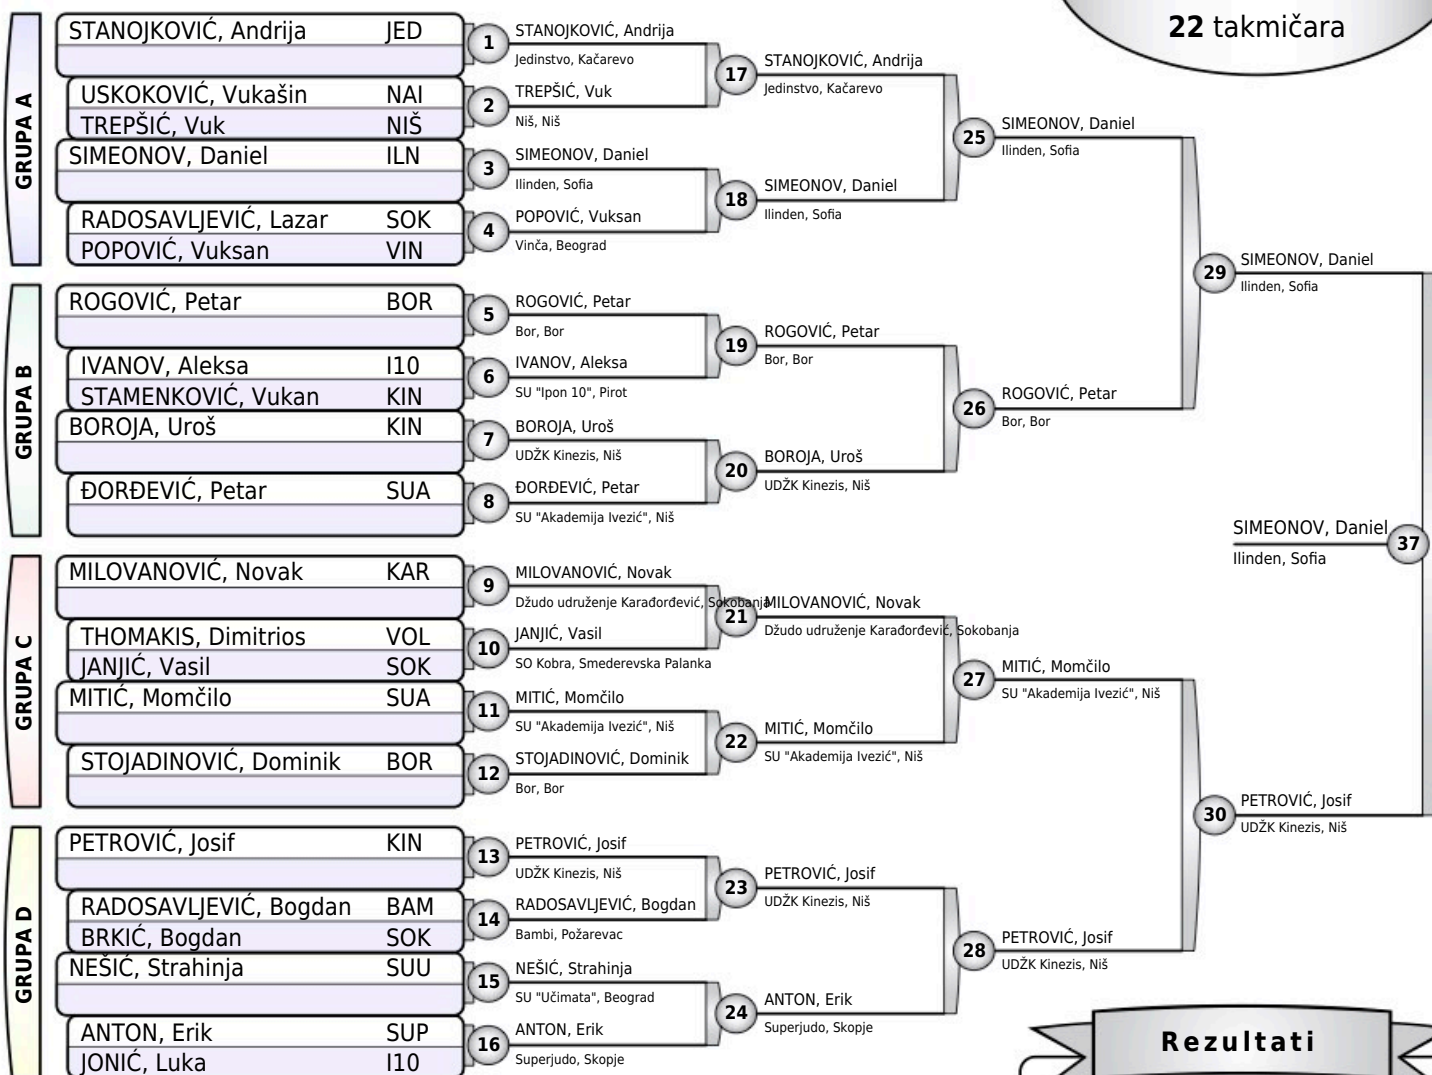 22 takmičara
GRUPA A
STANOJKOVIĆ, Andrija JED
USKOKOVIĆ, Vukašin NAI
TREPŠIĆ, Vuk NIŠ
SIMEONOV, Daniel ILN
RADOSAVLJEVIĆ, Lazar SOK
POPOVIĆ, Vuksan VIN
GRUPA B
ROGOVIĆ, Petar BOR
IVANOV, Aleksa I10
STAMENKOVIĆ, Vukan KIN
BOROJA, Uroš KIN
ĐORĐEVIĆ, Petar SUA
GRUPA C
MILOVANOVIĆ, Novak KAR
THOMAKIS, Dimitrios VOL
JANJIĆ, Vasil SOK
MITIĆ, Momčilo SUA
STOJADINOVIĆ, Dominik BOR
GRUPA D
PETROVIĆ, Josif KIN
RADOSAVLJEVIĆ, Bogdan BAM
BRKIĆ, Bogdan SOK
NEŠIĆ, Strahinja SUU
ANTON, Erik SUP
JONIĆ, Luka I10
1 STANOJKOVIĆ, Andrija
Jedinstvo, Kačarevo
2 TREPŠIĆ, Vuk
Niš, Niš
3 SIMEONOV, Daniel
Ilinden, Sofia
4 POPOVIĆ, Vuksan
Vinča, Beograd
5 ROGOVIĆ, Petar
Bor, Bor
6 IVANOV, Aleksa
SU "Ipon 10", Pirot
7 BOROJA, Uroš
UDŽK Kinezis, Niš
8 ĐORĐEVIĆ, Petar
SU "Akademija Ivezić", Niš
9 MILOVANOVIĆ, Novak
Džudo udruženje Karađorđević, Sokobanja
10 JANJIĆ, Vasil
SO Kobra, Smederevska Palanka
11 MITIĆ, Momčilo
SU "Akademija Ivezić", Niš
12 STOJADINOVIĆ, Dominik
Bor, Bor
13 PETROVIĆ, Josif
UDŽK Kinezis, Niš
14 RADOSAVLJEVIĆ, Bogdan
Bambi, Požarevac
15 NEŠIĆ, Strahinja
SU "Učimata", Beograd
16 ANTON, Erik
Superjudo, Skopje
17 STANOJKOVIĆ, Andrija
Jedinstvo, Kačarevo
18 SIMEONOV, Daniel
Ilinden, Sofia
19 ROGOVIĆ, Petar
Bor, Bor
20 BOROJA, Uroš
UDŽK Kinezis, Niš
21 MILOVANOVIĆ, Novak
Džudo udruženje Karađorđević, Sokobanja
22 MITIĆ, Momčilo
SU "Akademija Ivezić", Niš
23 PETROVIĆ, Josif
UDŽK Kinezis, Niš
24 ANTON, Erik
Superjudo, Skopje
25 SIMEONOV, Daniel
Ilinden, Sofia
26 ROGOVIĆ, Petar
Bor, Bor
27 MITIĆ, Momčilo
SU "Akademija Ivezić", Niš
28 PETROVIĆ, Josif
UDŽK Kinezis, Niš
29 SIMEONOV, Daniel
Ilinden, Sofia
30 PETROVIĆ, Josif
UDŽK Kinezis, Niš
SIMEONOV, Daniel 37
Ilinden, Sofia
Rezultati